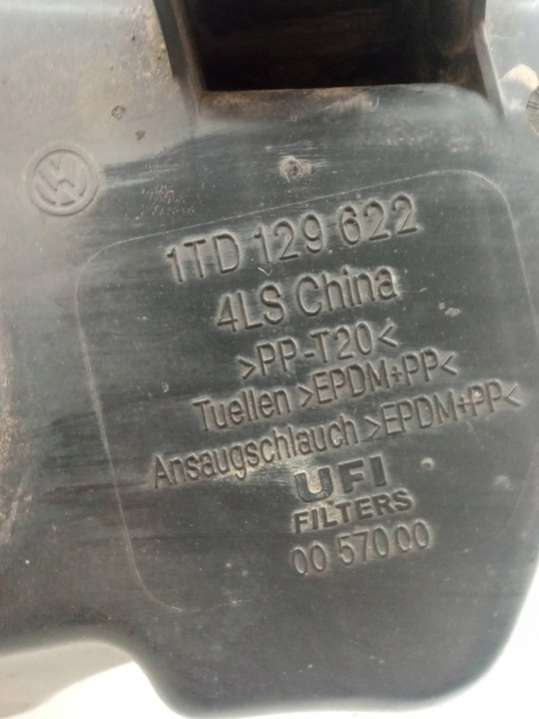 1TD 129 622
4LS China
>PP-T20<
Tuellen >EPDM+PP<
Ansaugschlauch >EPDM+PP<
UFI
FILTERS
00 570 00